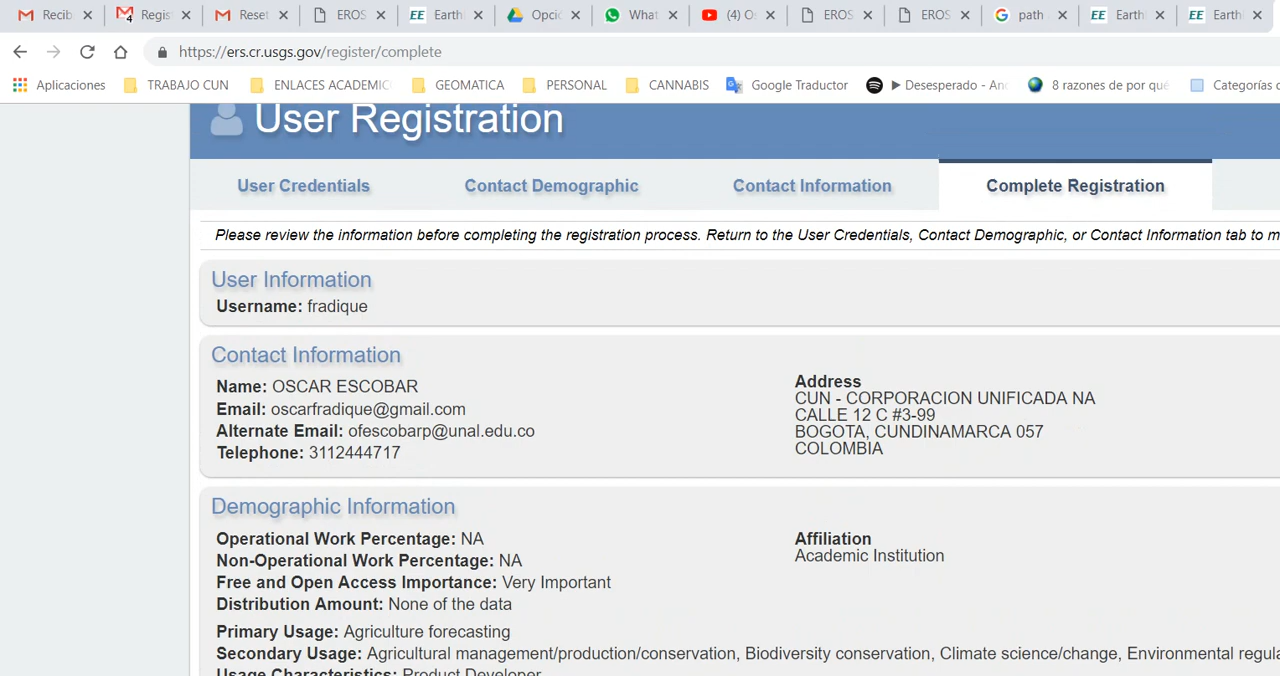 Recib Regis Reset EROS Earth Opci What (4) O EROS EROS path Earth Earth
https://ers.cr.usgs.gov/register/complete
Aplicaciones TRABAJO CUN ENLACES ACADEMIC GEOMATICA PERSONAL CANNABIS Google Traductor ▶ Desesperado - An 8 razones de por qué Categorías d
User Registration
User Credentials Contact Demographic Contact Information Complete Registration
Please review the information before completing the registration process. Return to the User Credentials, Contact Demographic, or Contact Information tab to m
User Information
Username: fradique
Contact Information
Name: OSCAR ESCOBAR
Email: oscarfradique@gmail.com
Alternate Email: ofescobarp@unal.edu.co
Telephone: 3112444717
Address
CUN - CORPORACION UNIFICADA NA
CALLE 12 C #3-99
BOGOTA, CUNDINAMARCA 057
COLOMBIA
Demographic Information
Operational Work Percentage: NA
Non-Operational Work Percentage: NA
Free and Open Access Importance: Very Important
Distribution Amount: None of the data
Affiliation
Academic Institution
Primary Usage: Agriculture forecasting
Secondary Usage: Agricultural management/production/conservation, Biodiversity conservation, Climate science/change, Environmental regula
Usage Characteristics: Product Developer